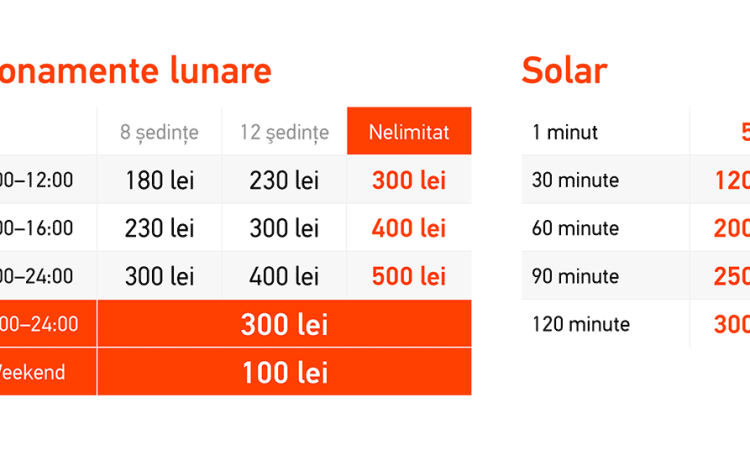 onamente lunare
8 ședințe 12 ședințe Nelimitat
00–12:00 180 lei 230 lei 300 lei
00–16:00 230 lei 300 lei 400 lei
00–24:00 300 lei 400 lei 500 lei
00–24:00 300 lei
Weekend 100 lei
Solar
1 minut 5
30 minute 120
60 minute 200
90 minute 250
120 minute 300